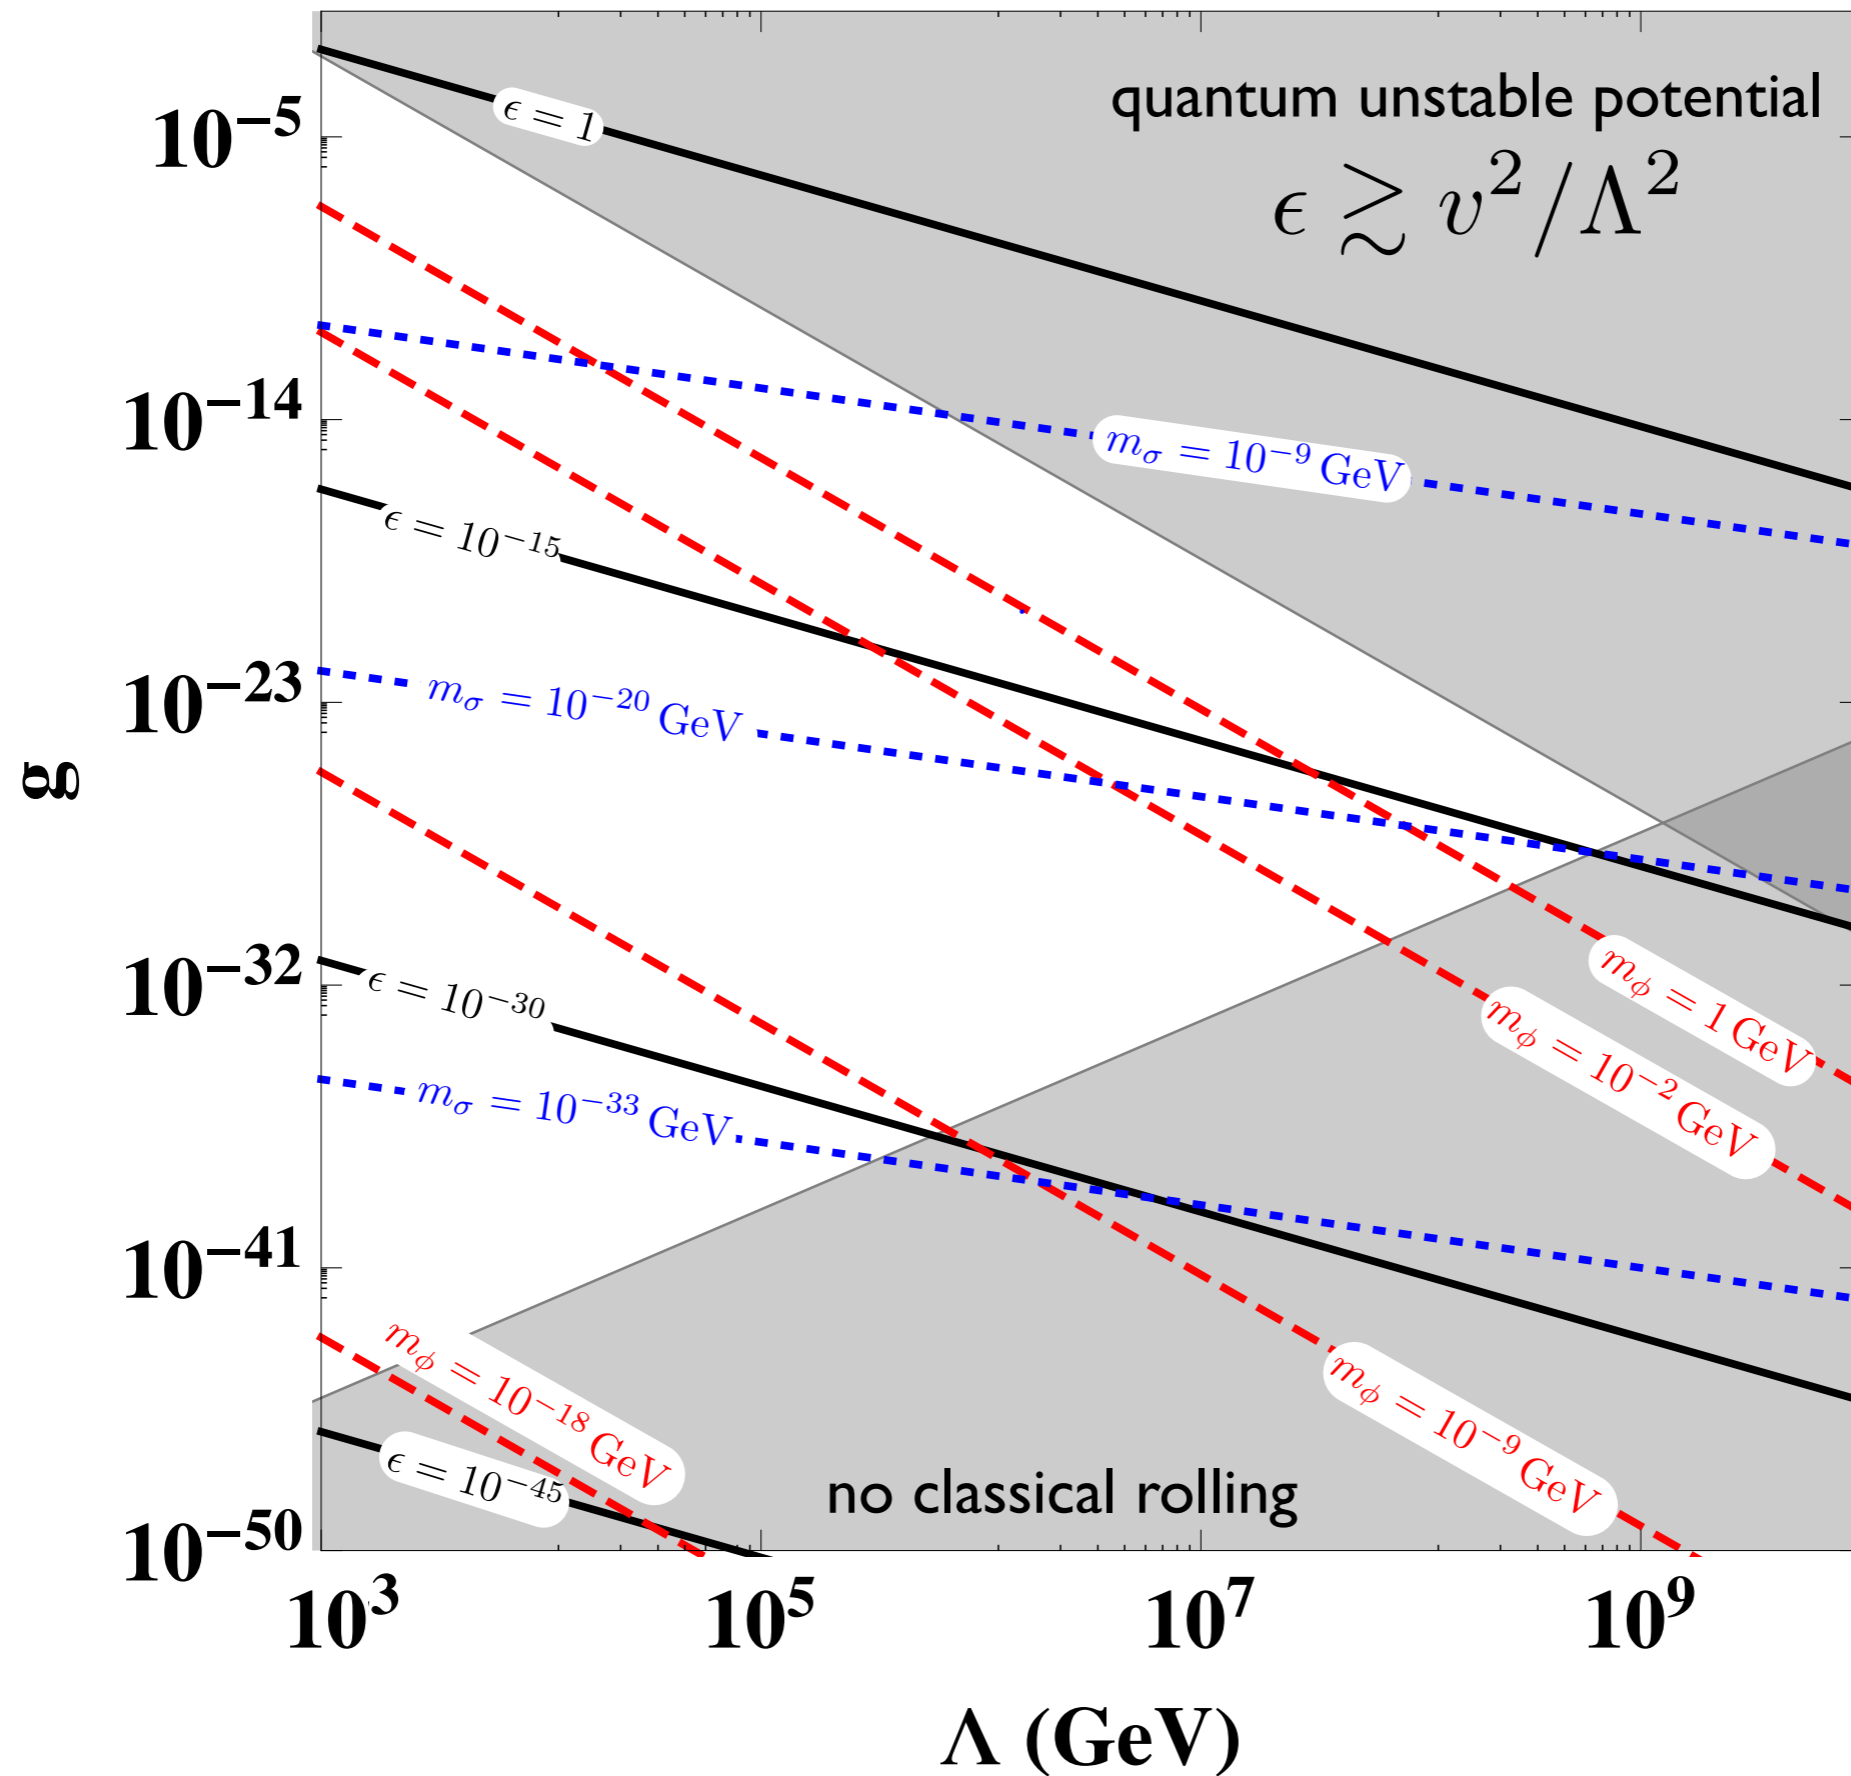 quantum unstable potential
ϵ ≳ v²/Λ²
ϵ = 1
10⁻⁵
10⁻¹⁴
10⁻²³
10⁻³²
10⁻⁴¹
10⁻⁵⁰
g
m_σ = 10⁻⁹ GeV
ϵ = 10⁻¹⁵
m_σ = 10⁻²⁰ GeV
ϵ = 10⁻³⁰
m_σ = 10⁻³³ GeV
m_ϕ = 1 GeV
m_ϕ = 10⁻² GeV
m_ϕ = 10⁻⁹ GeV
m_ϕ = 10⁻¹⁸ GeV
ϵ = 10⁻⁴⁵
no classical rolling
10³ 10⁵ 10⁷ 10⁹
Λ (GeV)